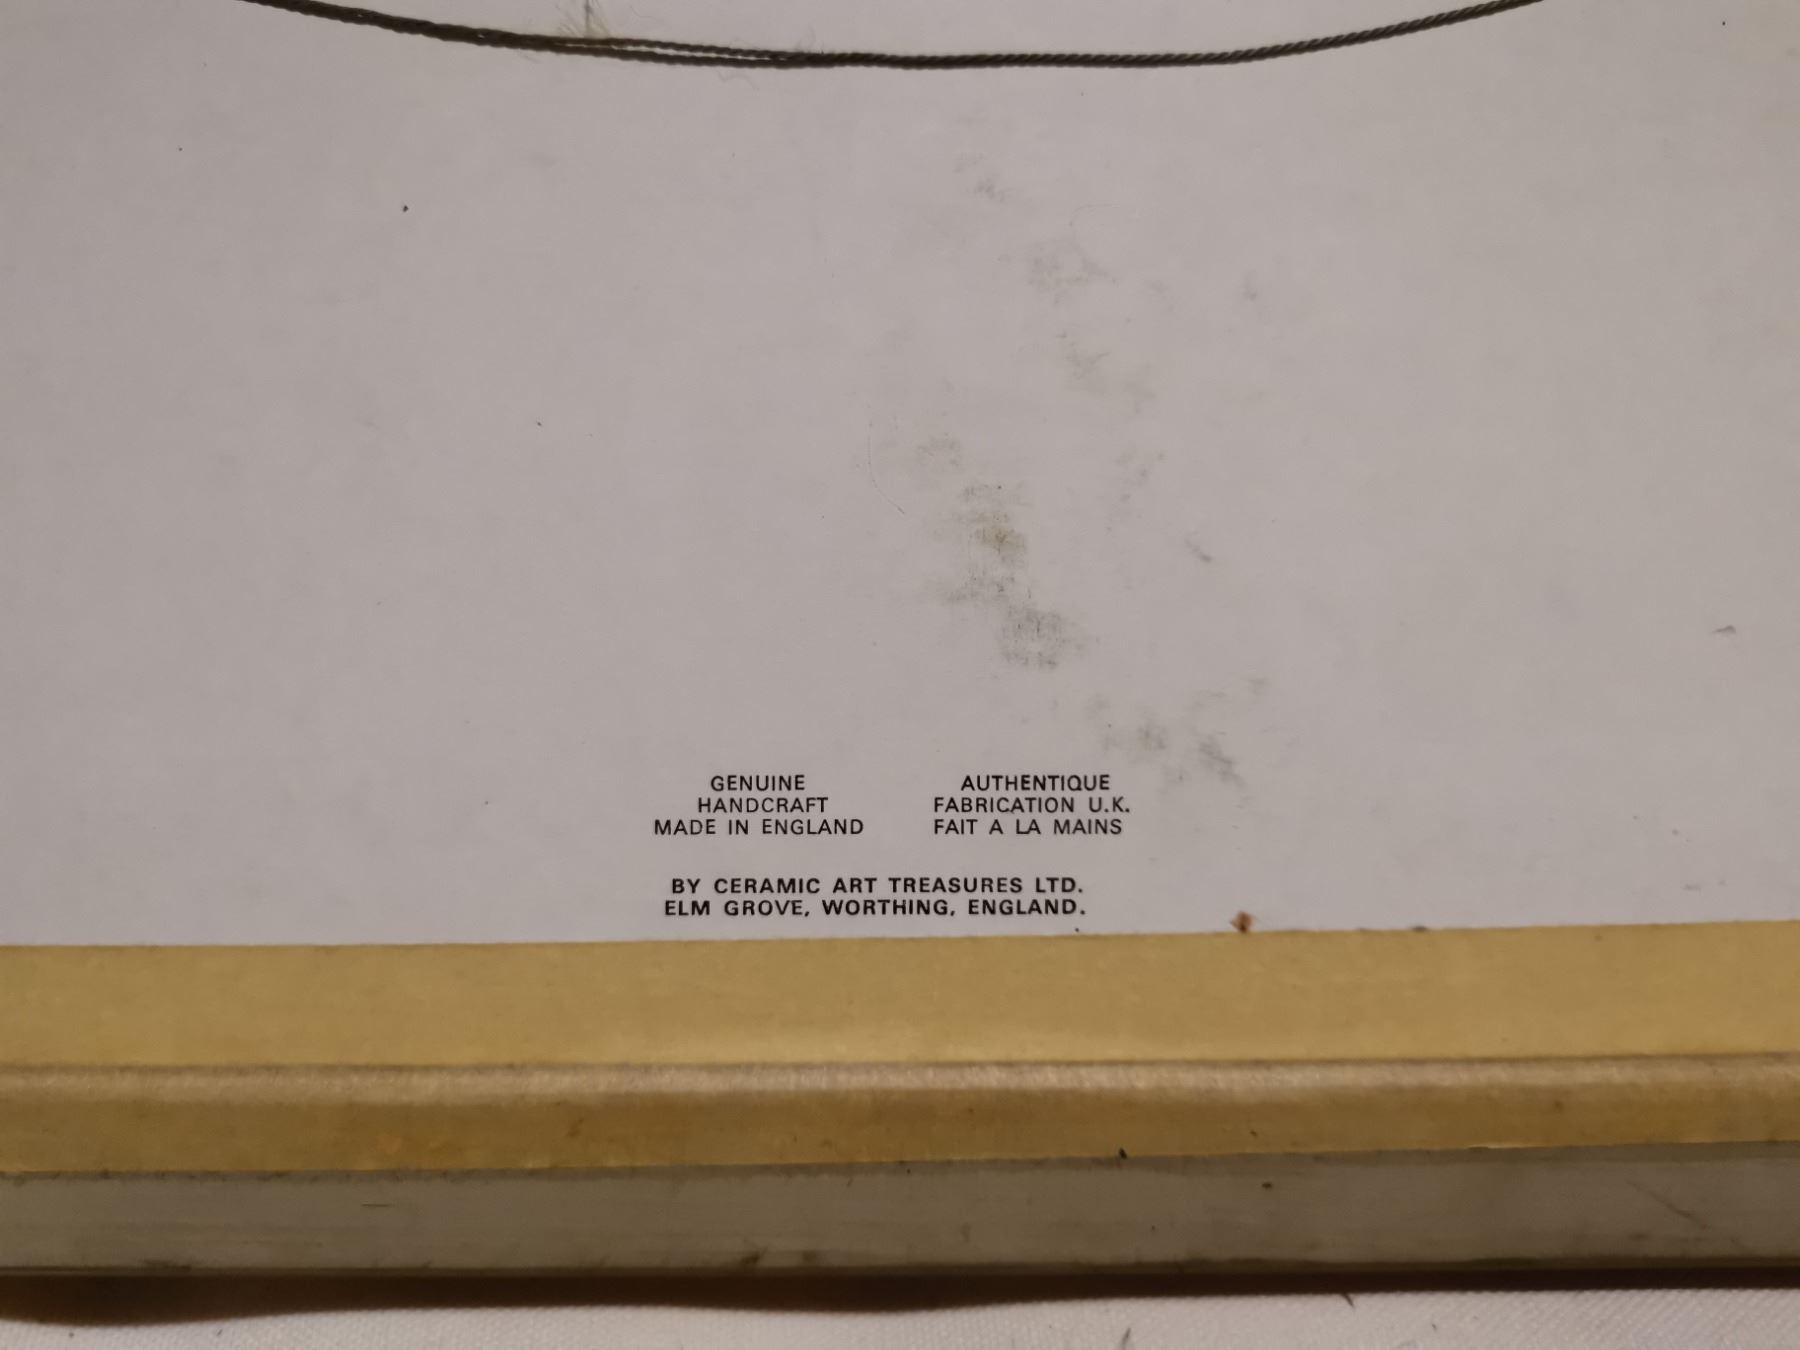 GENUINE
HANDCRAFT
MADE IN ENGLAND
AUTHENTIQUE
FABRICATION U.K.
FAIT A LA MAINS
BY CERAMIC ART TREASURES LTD.
ELM GROVE, WORTHING, ENGLAND.